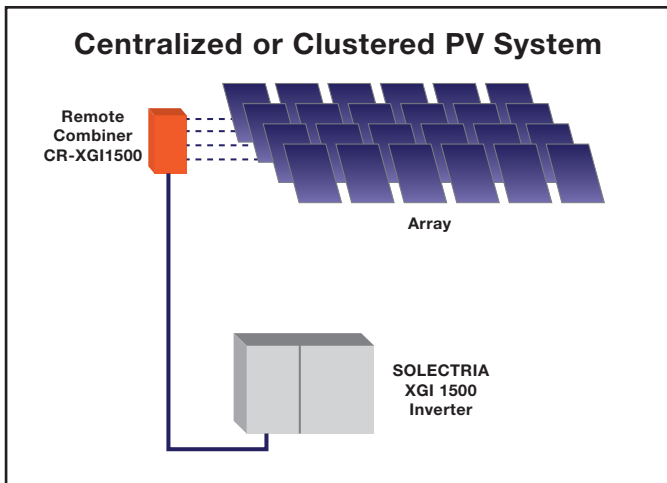 Centralized or Clustered PV System
Remote
Combiner
CR-XGI1500
Array
SOLECTRIA
XGI 1500
Inverter